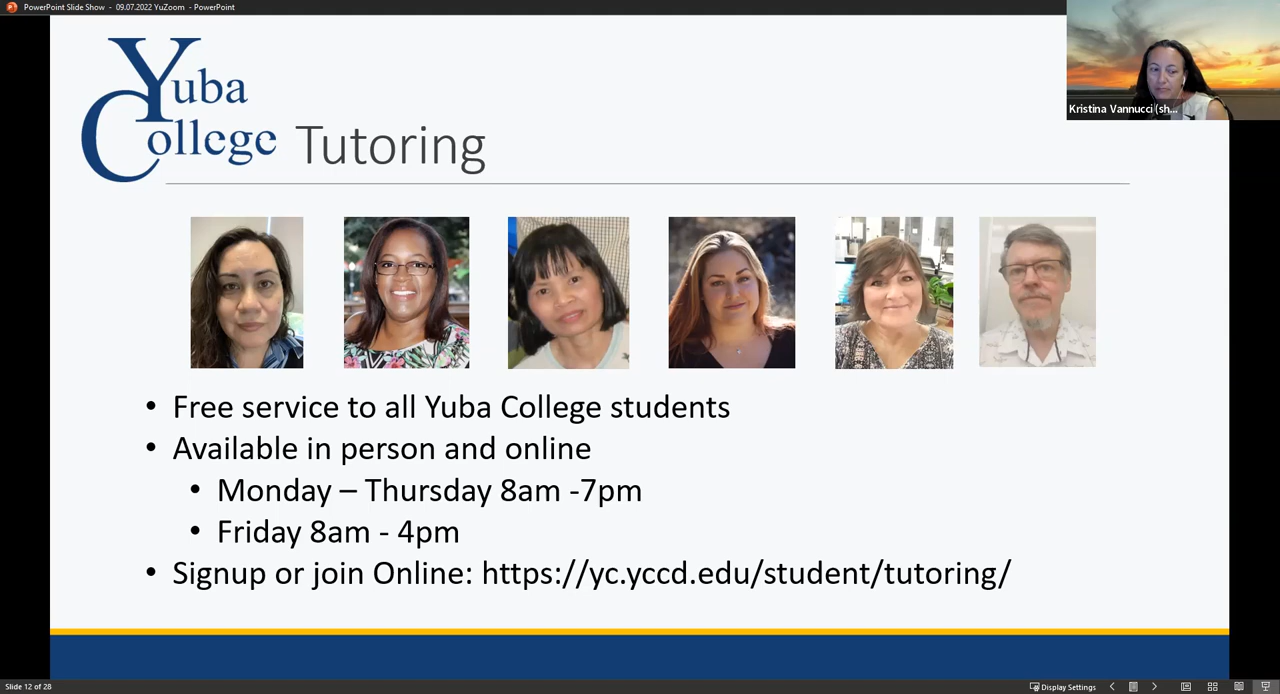 PowerPoint Slide Show - 09.07.2022 YuZoom - PowerPoint
Kristina Vannucci (sh...
Yuba
College
Tutoring
• Free service to all Yuba College students
• Available in person and online
• Monday – Thursday 8am -7pm
• Friday 8am - 4pm
• Signup or join Online: https://yc.yccd.edu/student/tutoring/
Slide 12 of 28
Display Settings